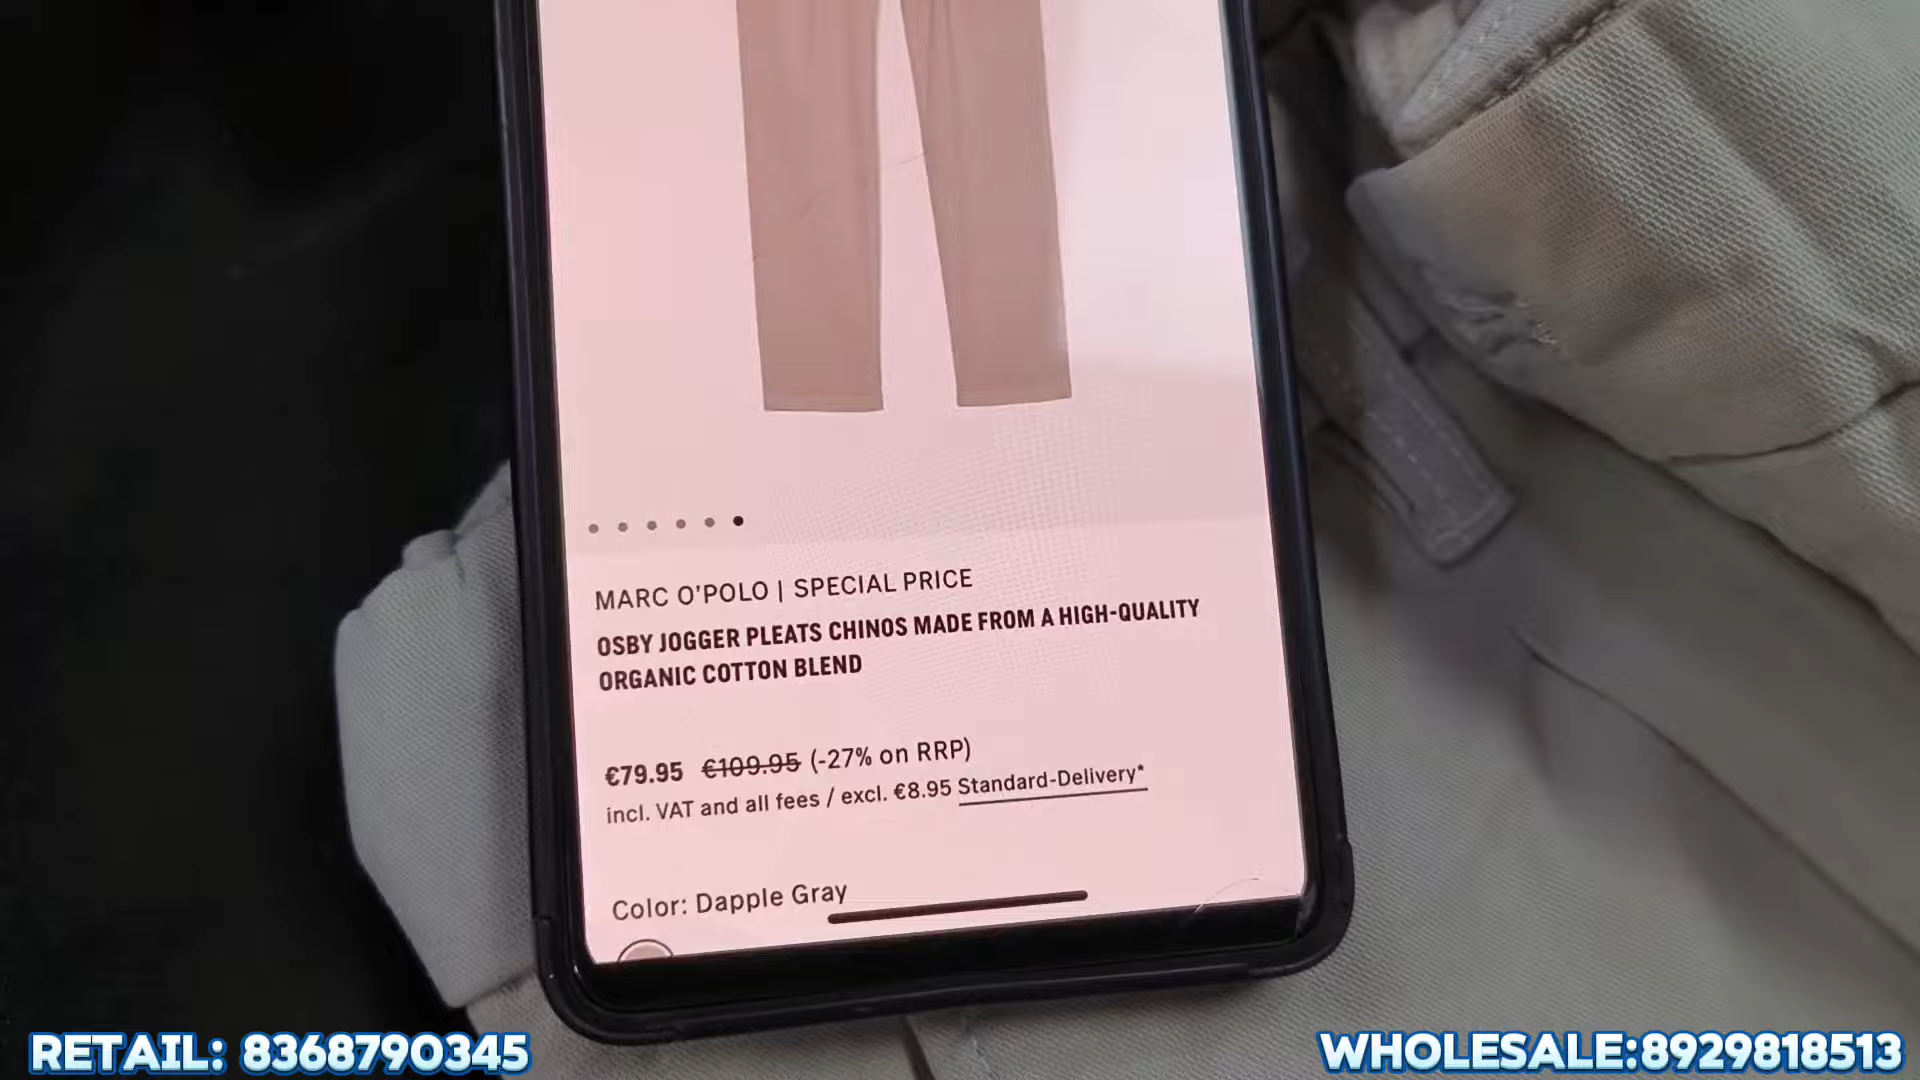 MARC O'POLO | SPECIAL PRICE
OSBY JOGGER PLEATS CHINOS MADE FROM A HIGH-QUALITY
ORGANIC COTTON BLEND
€79.95 €109.95 (-27% on RRP)
incl. VAT and all fees / excl. €8.95 Standard-Delivery*
Color: Dapple Gray
RETAIL: 8368790345
WHOLESALE:8929818513